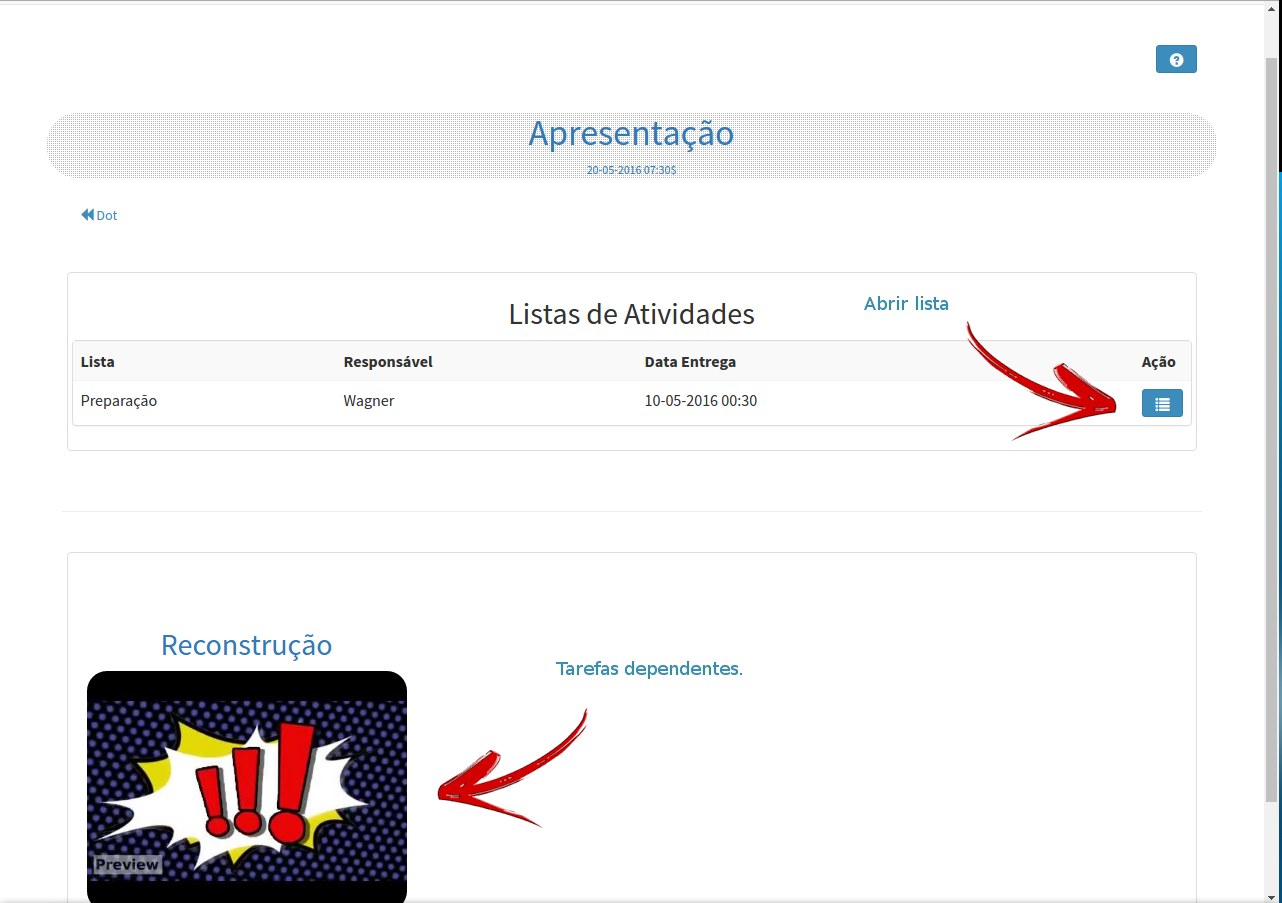 Apresentação
20-05-2016 07:30$
Dot
Listas de Atividades
Abrir lista
Lista Responsável Data Entrega Ação
Preparação Wagner 10-05-2016 00:30
Reconstrução
Tarefas dependentes.
!!!
Preview